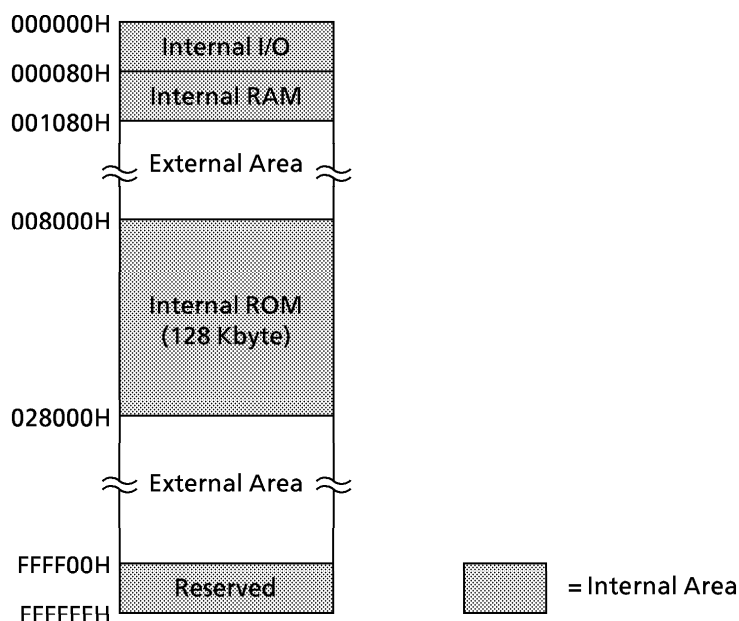 000000H
Internal I/O
000080H
Internal RAM
001080H
External Area
008000H
Internal ROM
(128 Kbyte)
028000H
External Area
FFFF00H
Reserved
= Internal Area
FFFFFFH